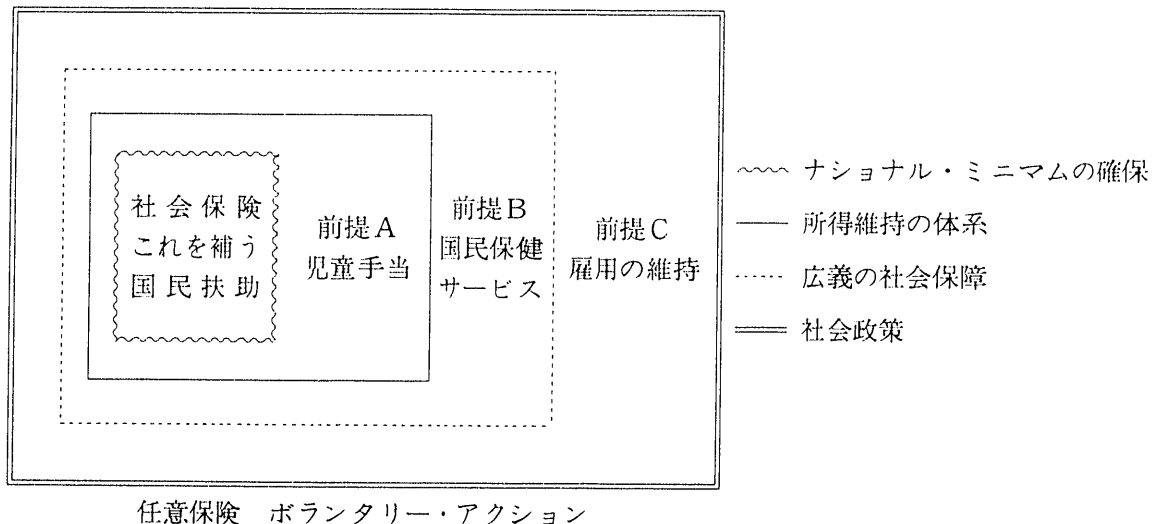 社会保険
これを補う
国民扶助
前提A
児童手当
前提B
国民保健
サービス
前提C
雇用の維持
ナショナル・ミニマムの確保
所得維持の体系
広義の社会保障
社会政策
任意保険 ボランタリー・アクション